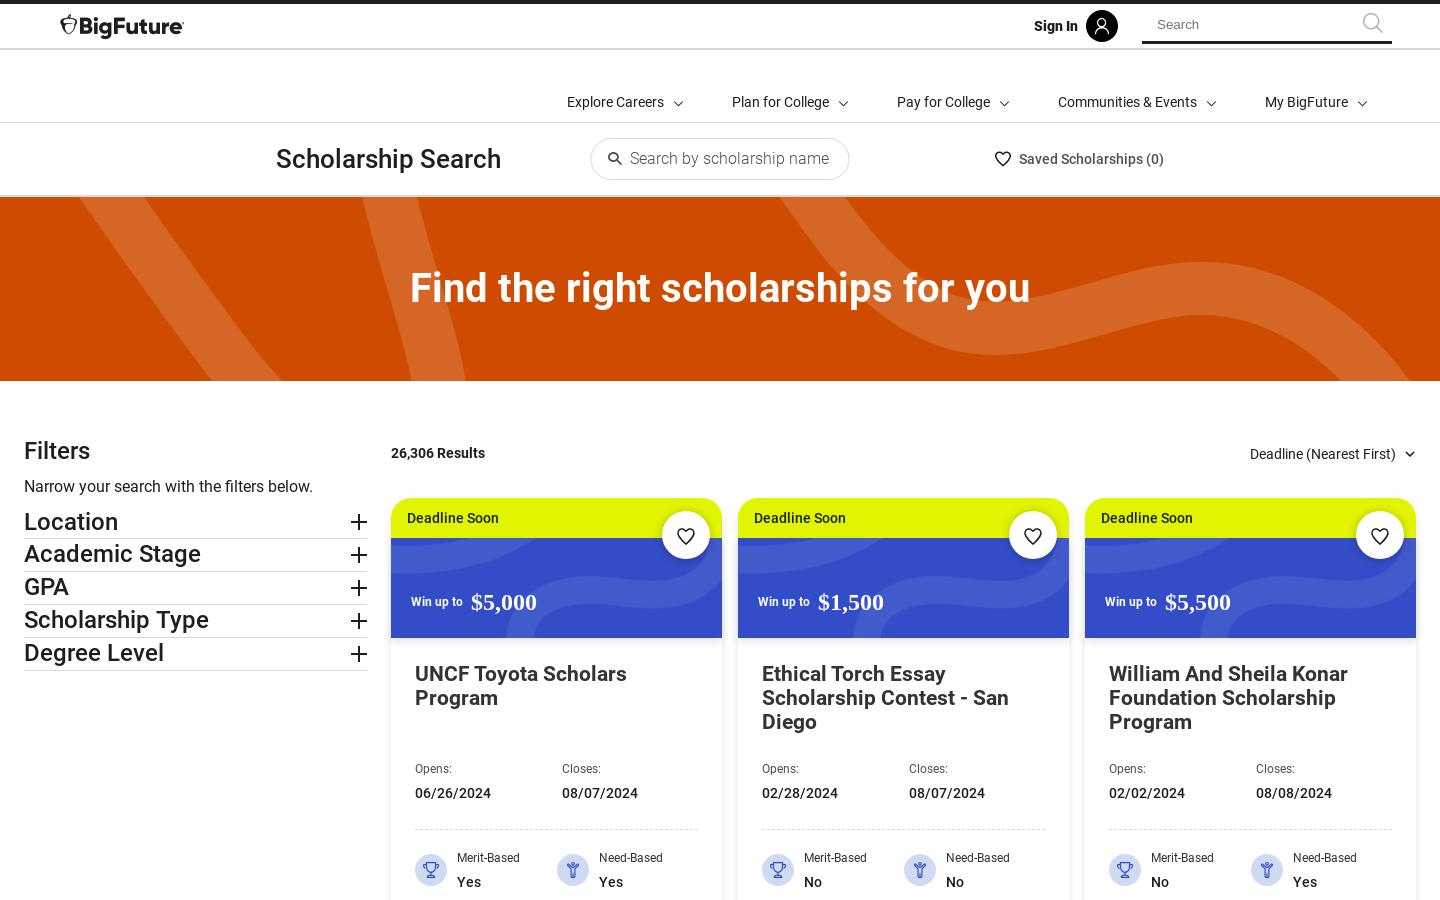 BigFuture
Sign In
Search
Explore Careers
Plan for College
Pay for College
Communities & Events
My BigFuture
Scholarship Search
Search by scholarship name
Saved Scholarships (0)
Find the right scholarships for you
Filters
Narrow your search with the filters below.
Location
Academic Stage
GPA
Scholarship Type
Degree Level
26,306 Results
Deadline (Nearest First)
Deadline Soon
Win up to $5,000
UNCF Toyota Scholars
Program
Opens:
Closes:
06/26/2024
08/07/2024
Merit-Based
Need-Based
Yes
Yes
Deadline Soon
Win up to $1,500
Ethical Torch Essay
Scholarship Contest - San
Diego
Opens:
Closes:
02/28/2024
08/07/2024
Merit-Based
Need-Based
No
No
Deadline Soon
Win up to $5,500
William And Sheila Konar
Foundation Scholarship
Program
Opens:
Closes:
02/02/2024
08/08/2024
Merit-Based
Need-Based
No
Yes